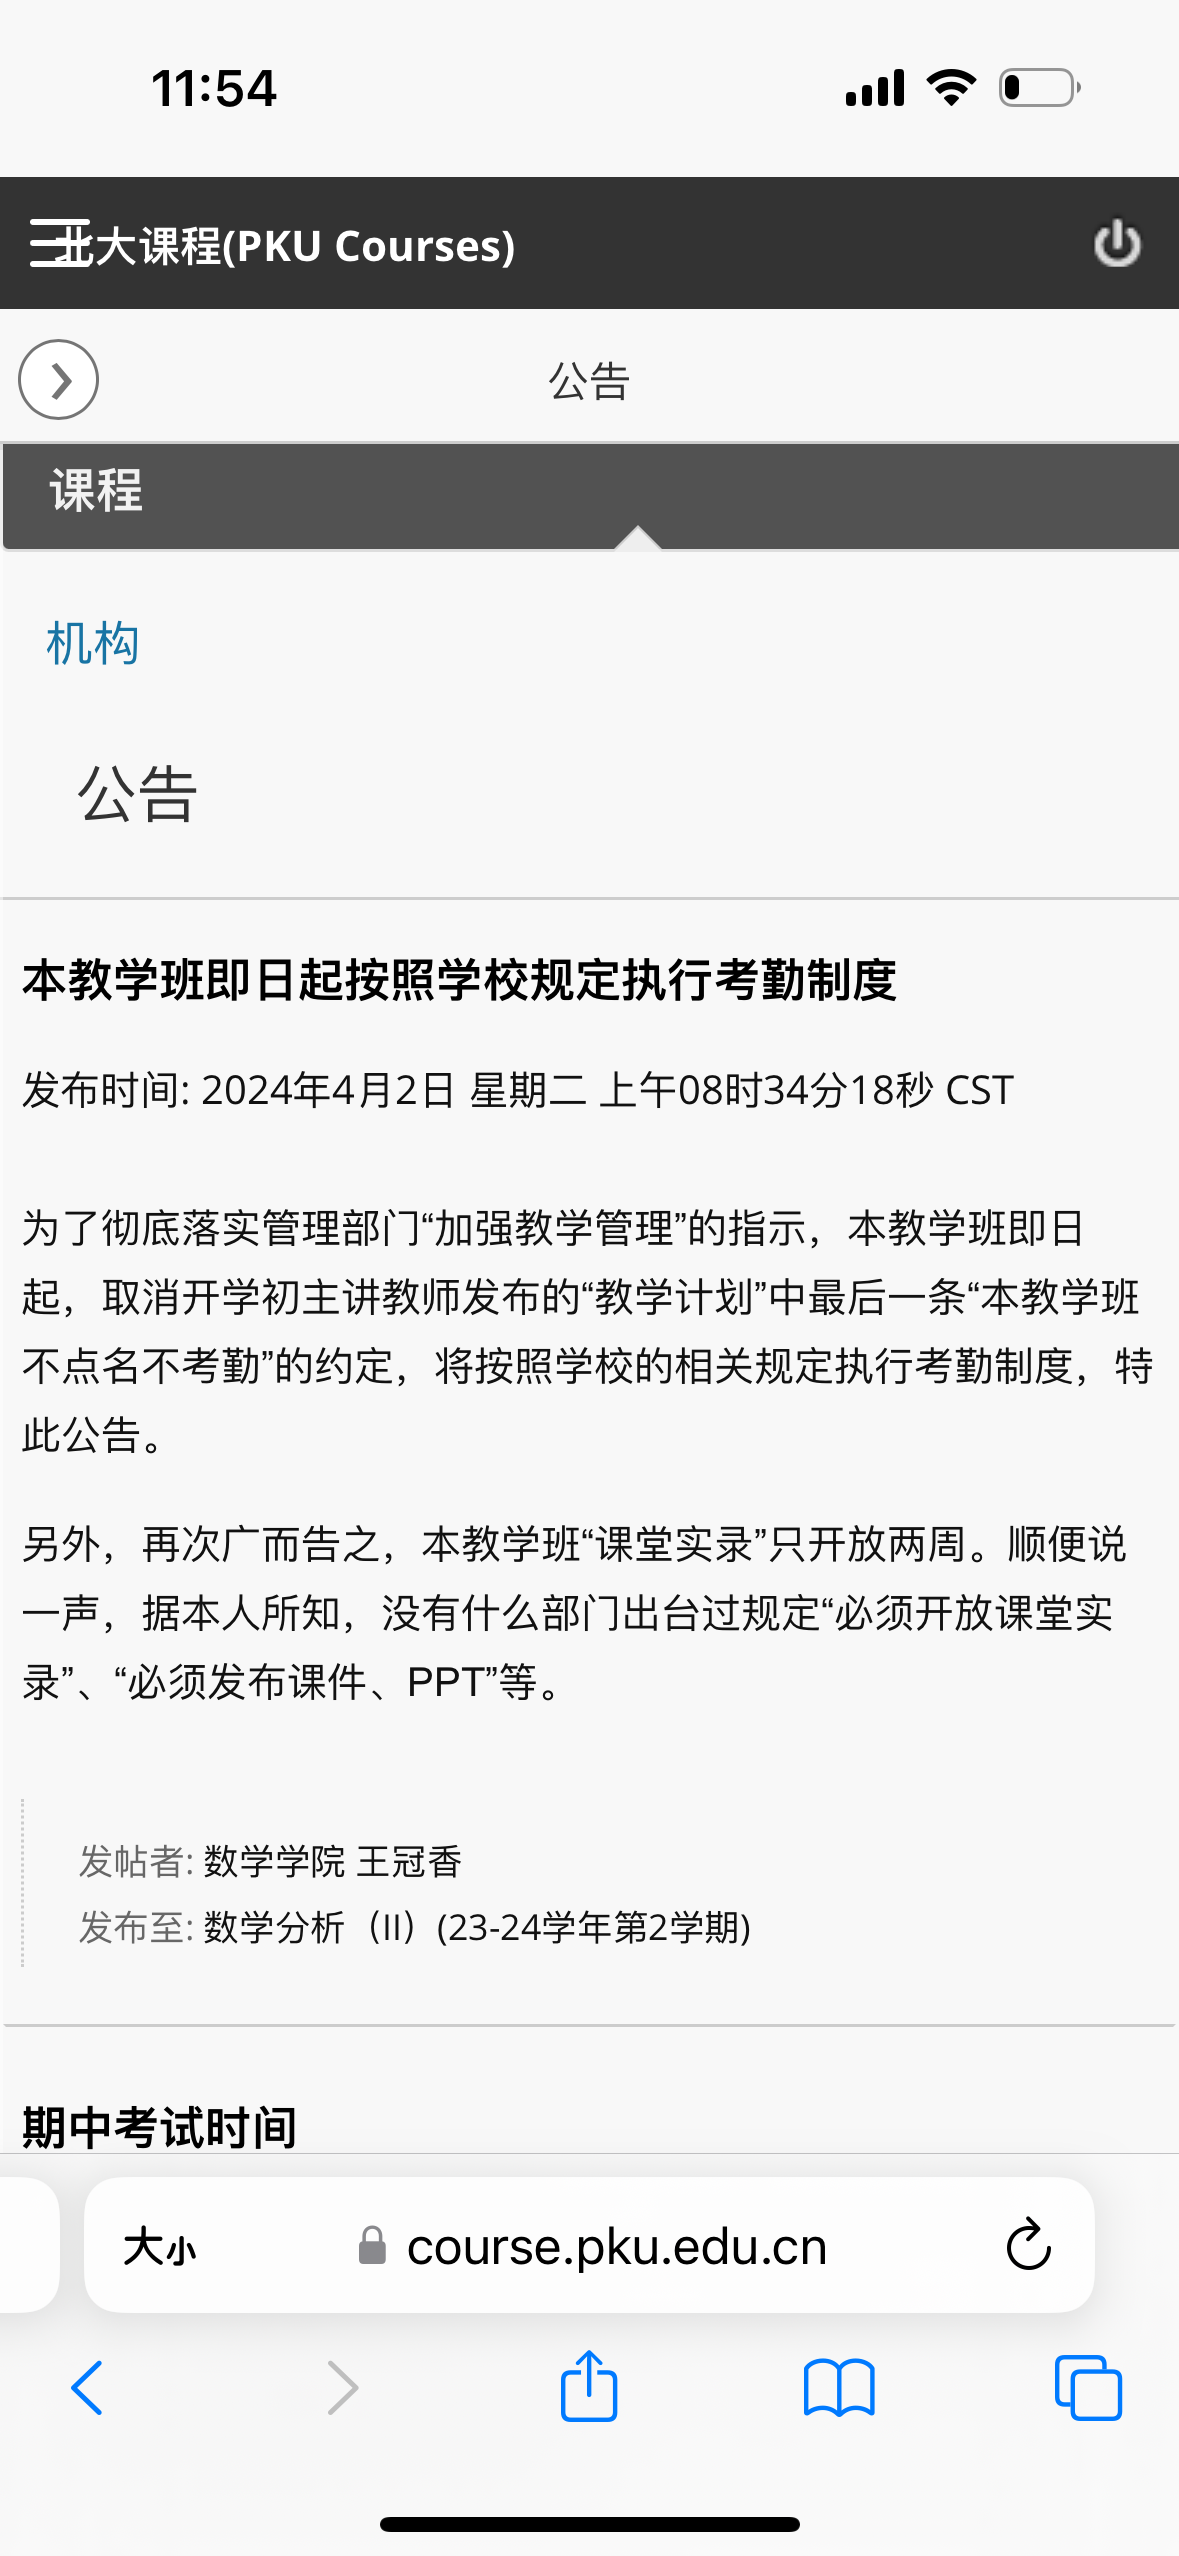 11:54
北大课程(PKU Courses)
公告
课程
机构
公告
本教学班即日起按照学校规定执行考勤制度
发布时间: 2024年4月2日 星期二 上午08时34分18秒 CST
为了彻底落实管理部门“加强教学管理”的指示，本教学班即日
起，取消开学初主讲教师发布的“教学计划”中最后一条“本教学班
不点名不考勤”的约定，将按照学校的相关规定执行考勤制度，特
此公告。
另外，再次广而告之，本教学班“课堂实录”只开放两周。顺便说
一声，据本人所知，没有什么部门出台过规定“必须开放课堂实
录”、“必须发布课件、PPT”等。
发帖者: 数学学院 王冠香
发布至: 数学分析（II）(23-24学年第2学期)
期中考试时间
大小 course.pku.edu.cn